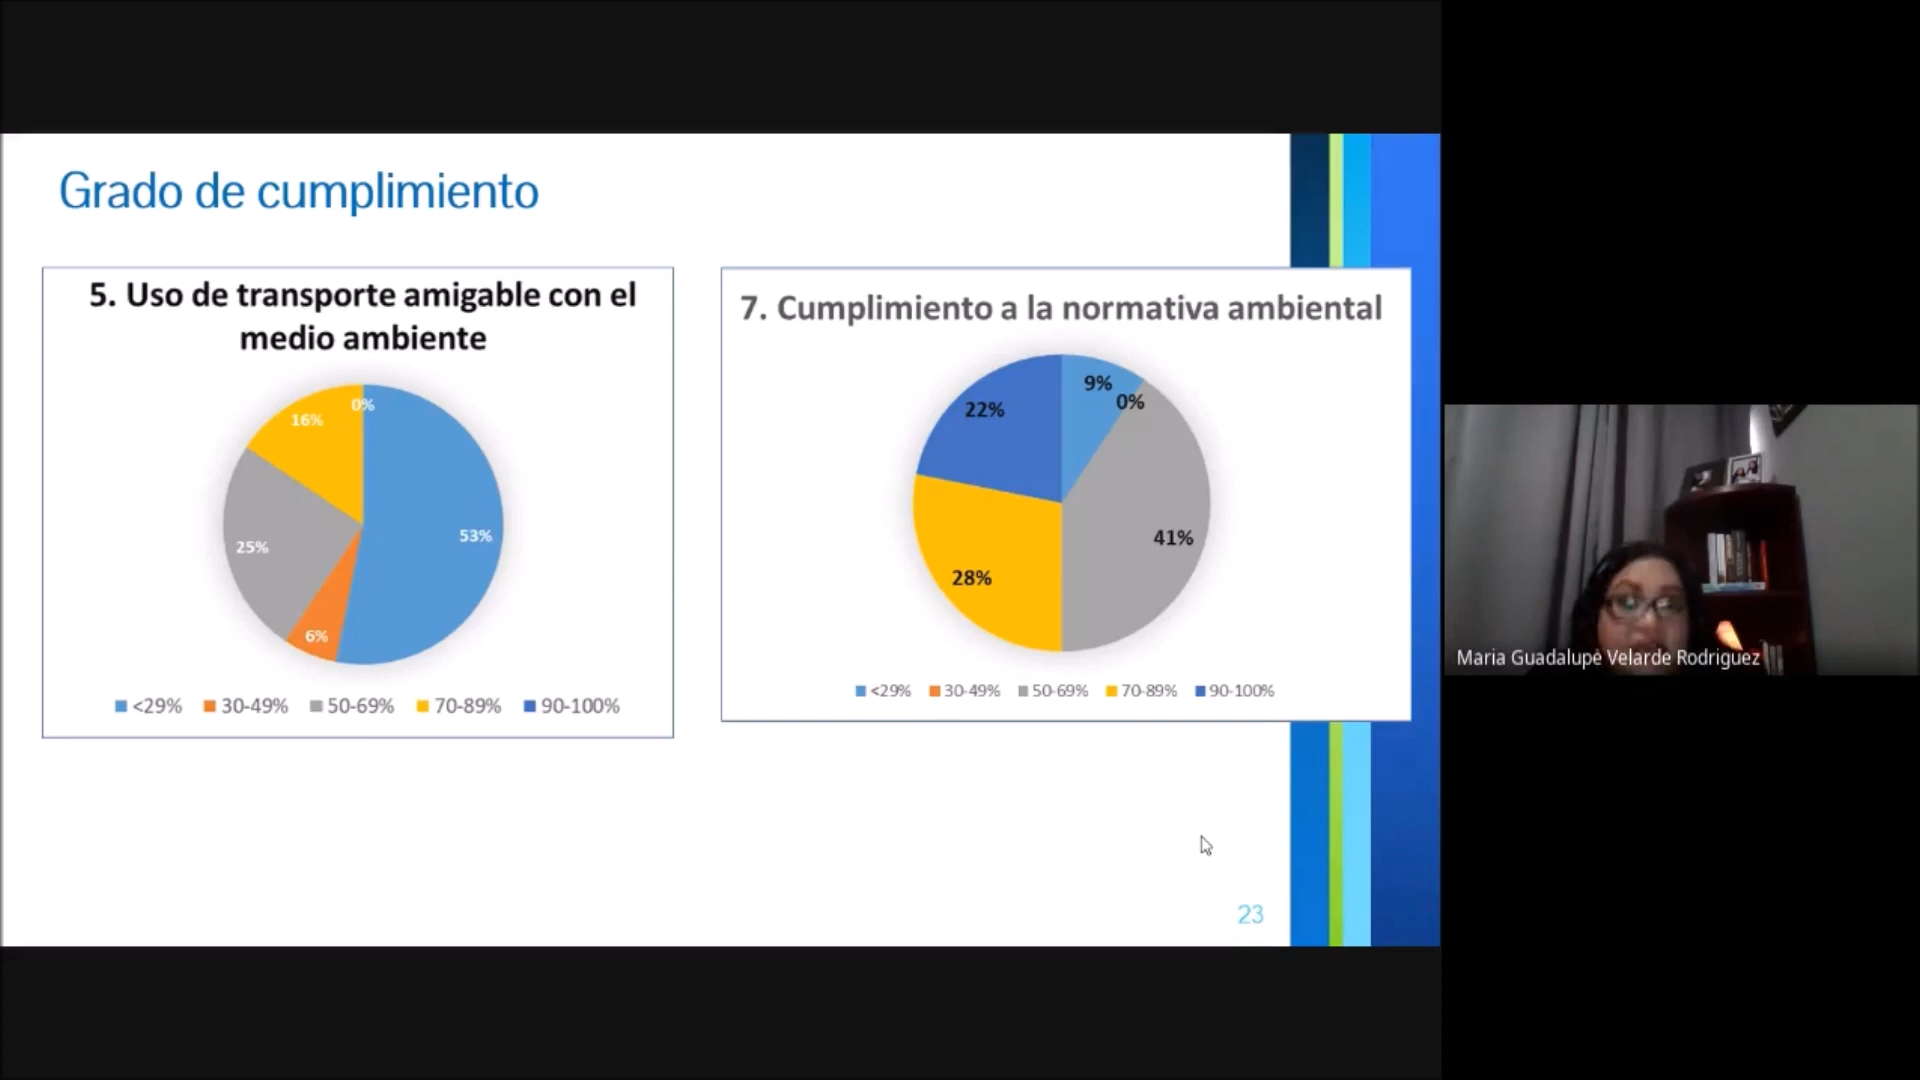 Grado de cumplimiento
5. Uso de transporte amigable con el
medio ambiente
0%
16%
53%
25%
6%
<29% 30-49% 50-69% 70-89% 90-100%
7. Cumplimiento a la normativa ambiental
9%
0%
22%
41%
28%
<29% 30-49% 50-69% 70-89% 90-100%
23
Maria Guadalupe Velarde Rodriguez